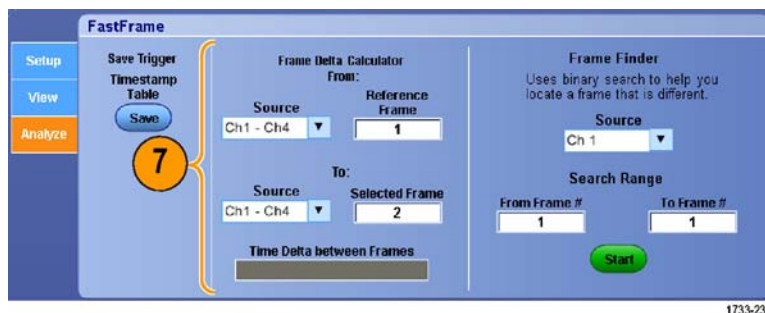 FastFrame
Setup
View
Analyze
Save Trigger
Timestamp
Table
Save
7
Frame Delta Calculator
From:
Source
Reference
Frame
Ch1 - Ch4
1
To:
Source
Selected Frame
Ch1 - Ch4
2
Time Delta between Frames
Frame Finder
Uses binary search to help you
locate a frame that is different.
Source
Ch 1
Search Range
From Frame #
To Frame #
1
1
Start
1733-23